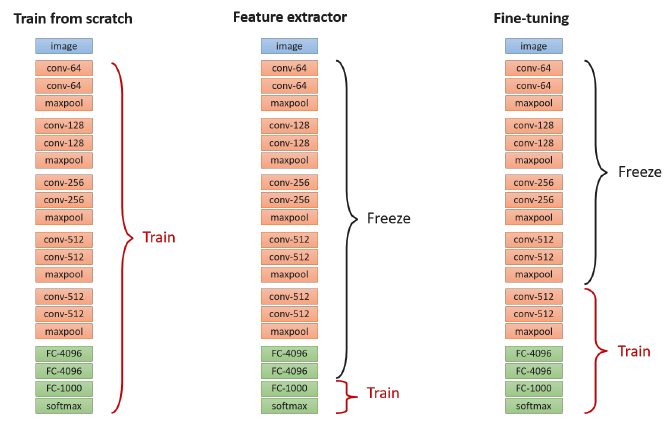 Train from scratch
image
conv-64
conv-64
maxpool
conv-128
conv-128
maxpool
conv-256
conv-256
maxpool
conv-512
conv-512
maxpool
conv-512
conv-512
maxpool
FC-4096
FC-4096
FC-1000
softmax
Train
Feature extractor
image
conv-64
conv-64
maxpool
conv-128
conv-128
maxpool
conv-256
conv-256
maxpool
conv-512
conv-512
maxpool
conv-512
conv-512
maxpool
FC-4096
FC-4096
FC-1000
softmax
Freeze
Train
Fine-tuning
image
conv-64
conv-64
maxpool
conv-128
conv-128
maxpool
conv-256
conv-256
maxpool
conv-512
conv-512
maxpool
conv-512
conv-512
maxpool
FC-4096
FC-4096
FC-1000
softmax
Freeze
Train